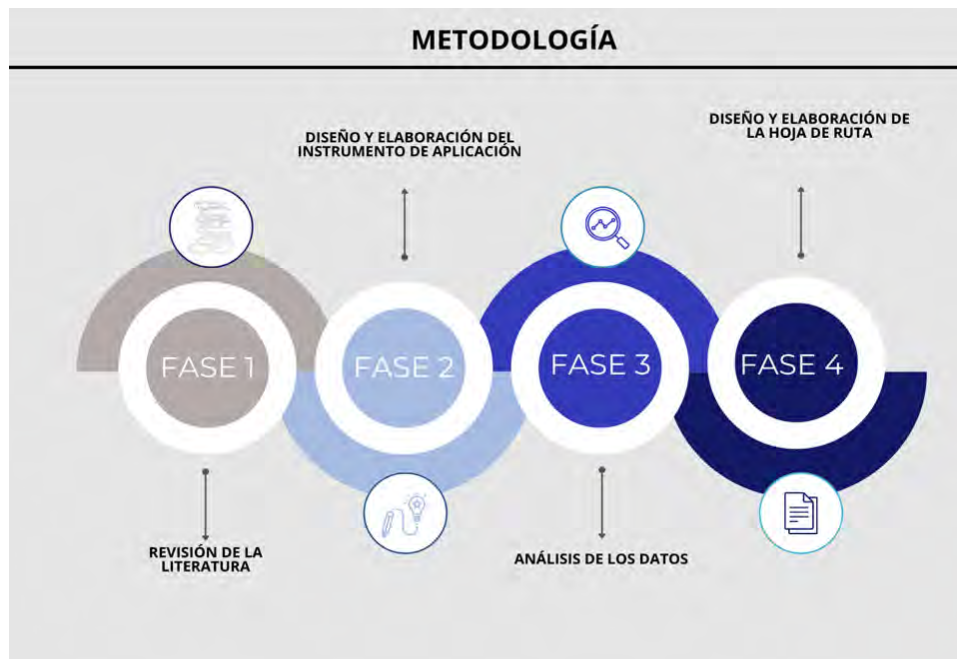 METODOLOGÍA
DISEÑO Y ELABORACIÓN DEL
INSTRUMENTO DE APLICACIÓN
DISEÑO Y ELABORACIÓN DE
LA HOJA DE RUTA
FASE 1
FASE 2
FASE 3
FASE 4
REVISIÓN DE LA
LITERATURA
ANÁLISIS DE LOS DATOS